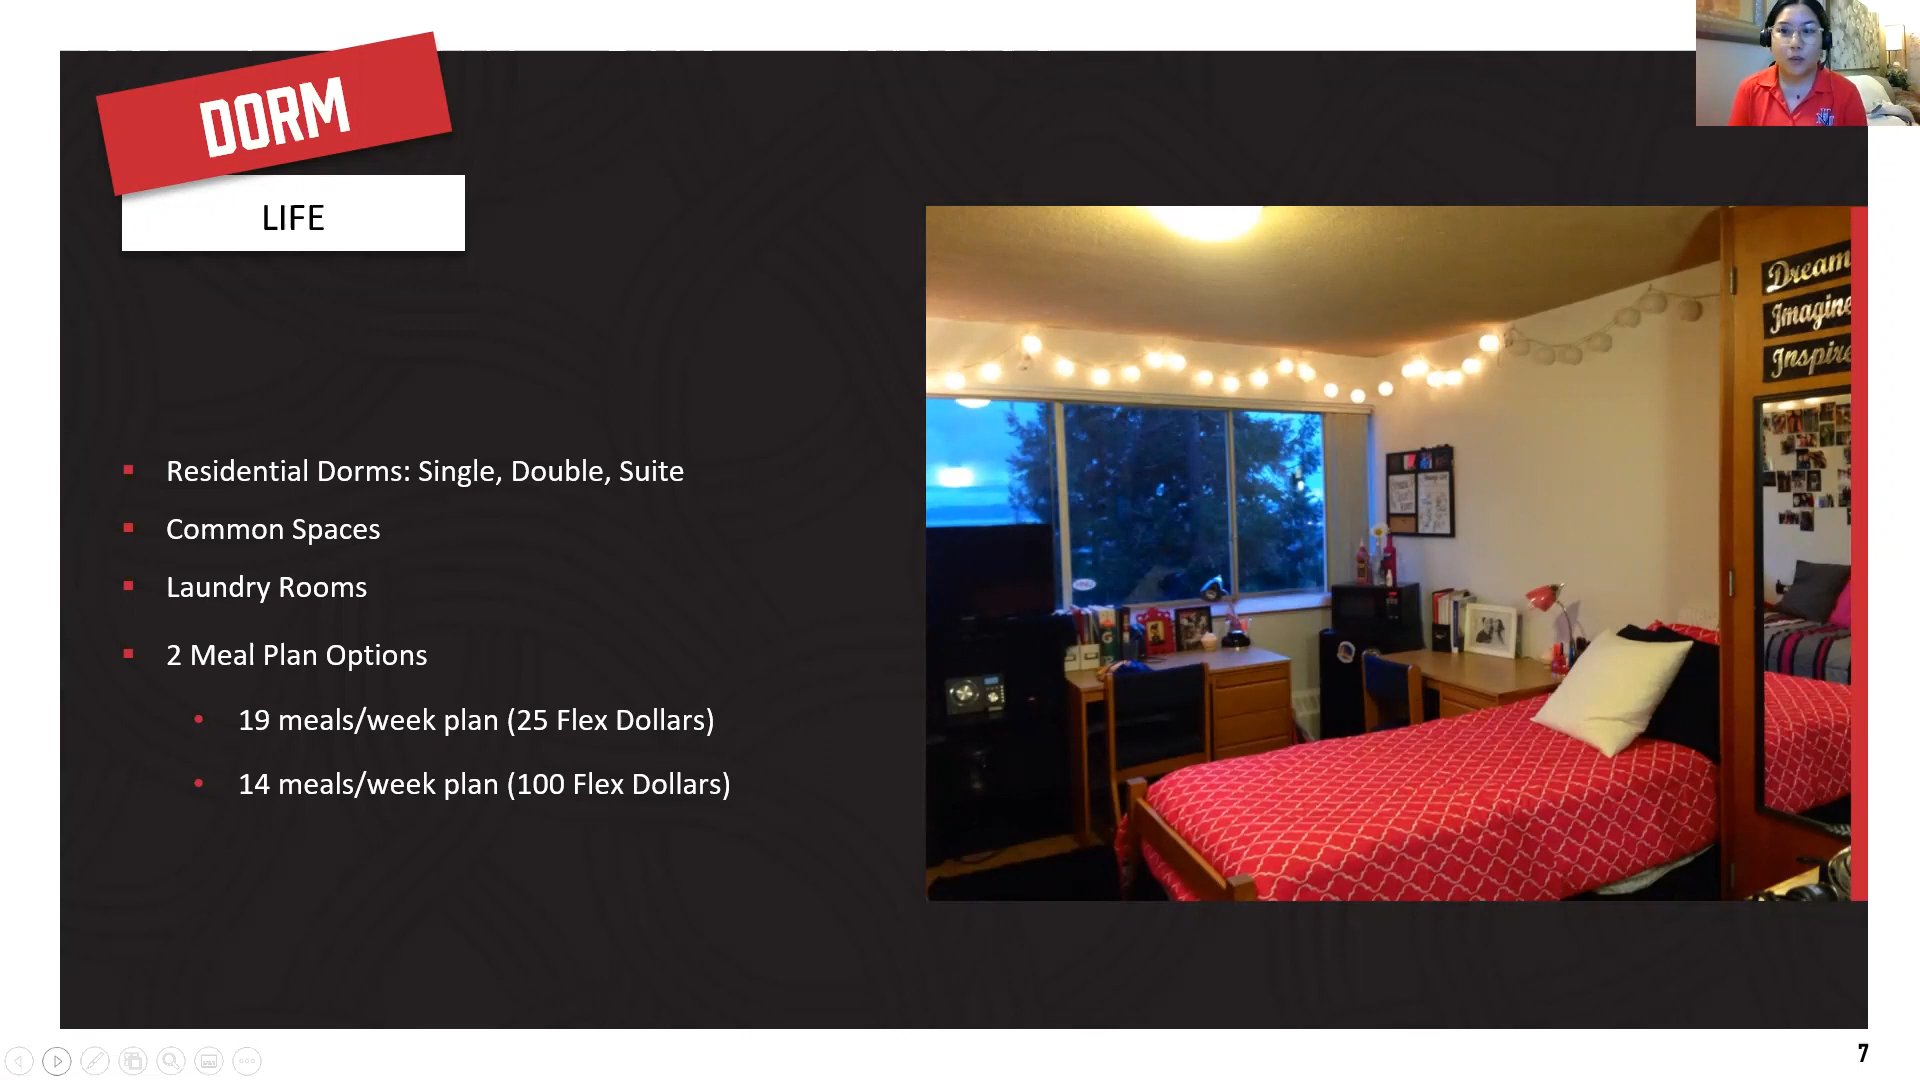 DORM
LIFE
Residential Dorms: Single, Double, Suite
Common Spaces
Laundry Rooms
2 Meal Plan Options
19 meals/week plan (25 Flex Dollars)
14 meals/week plan (100 Flex Dollars)
Dream
Imagine
Inspire
HNU
7